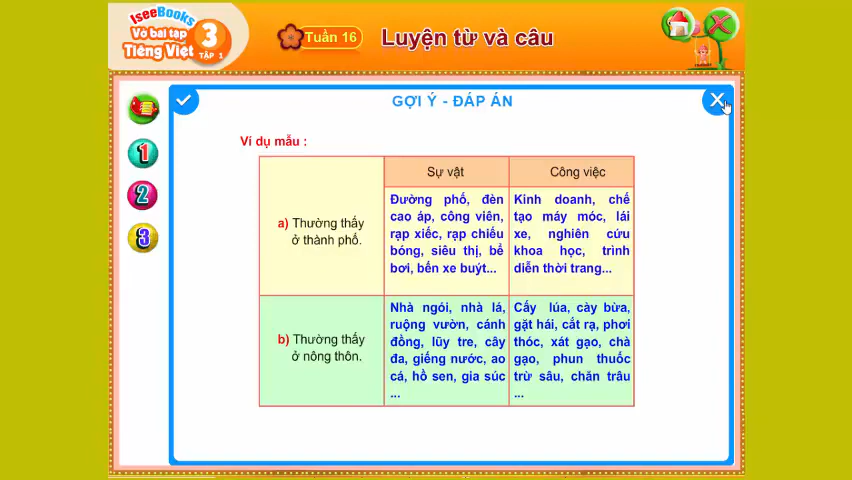 IseeBooks
Vở bài tập
Tiếng Việt
3
TẬP 1
Tuần 16
Luyện từ và câu
GỢI Ý - ĐÁP ÁN
1
2
3
Ví dụ mẫu :
Sự vật
Công việc
a) Thường thấy
ở thành phố.
Đường phố, đèn
cao áp, công viên,
rạp xiếc, rạp chiếu
bóng, siêu thị, bể
bơi, bến xe buýt...
Kinh doanh, chế
tạo máy móc, lái
xe, nghiên cứu
khoa học, trình
diễn thời trang...
b) Thường thấy
ở nông thôn.
Nhà ngói, nhà lá,
ruộng vườn, cánh
đồng, lũy tre, cây
đa, giếng nước, ao
cá, hồ sen, gia súc
...
Cấy lúa, cày bừa,
gặt hái, cắt rạ, phơi
thóc, xát gạo, chà
gạo, phun thuốc
trừ sâu, chăn trâu
...